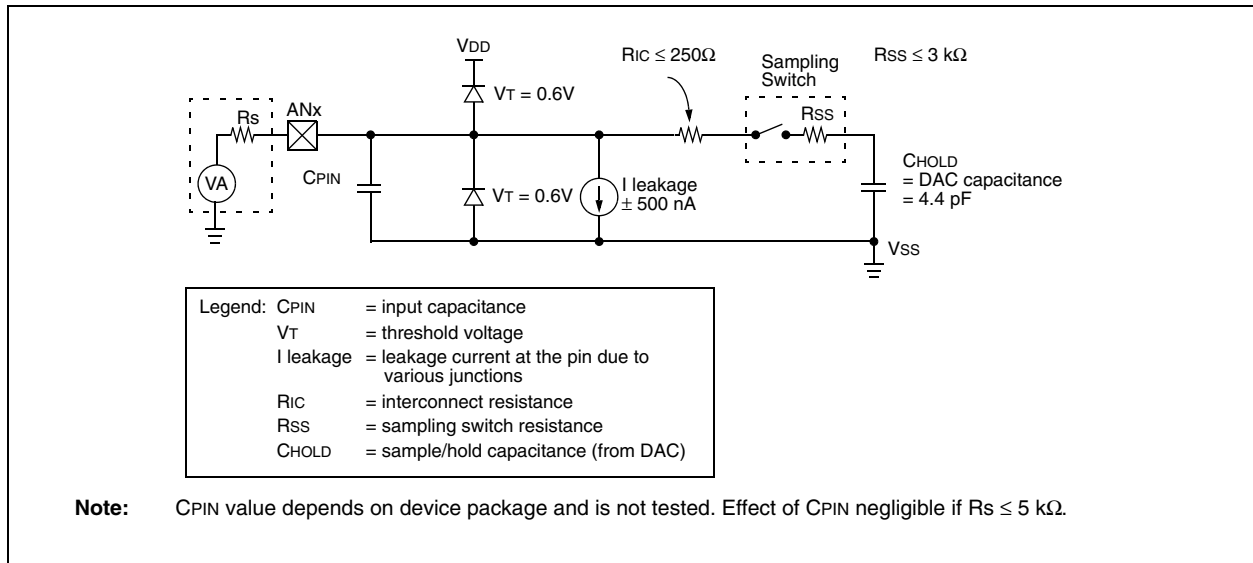 VDD
RIC ≤ 250Ω
Sampling
Switch
RSS ≤ 3 kΩ
VT = 0.6V
Rs
ANx
RSS
VA
CPIN
VT = 0.6V
I leakage
± 500 nA
CHOLD
= DAC capacitance
= 4.4 pF
VSS
Legend: CPIN = input capacitance
VT = threshold voltage
I leakage = leakage current at the pin due to
various junctions
RIC = interconnect resistance
RSS = sampling switch resistance
CHOLD = sample/hold capacitance (from DAC)
Note: CPIN value depends on device package and is not tested. Effect of CPIN negligible if Rs ≤ 5 kΩ.